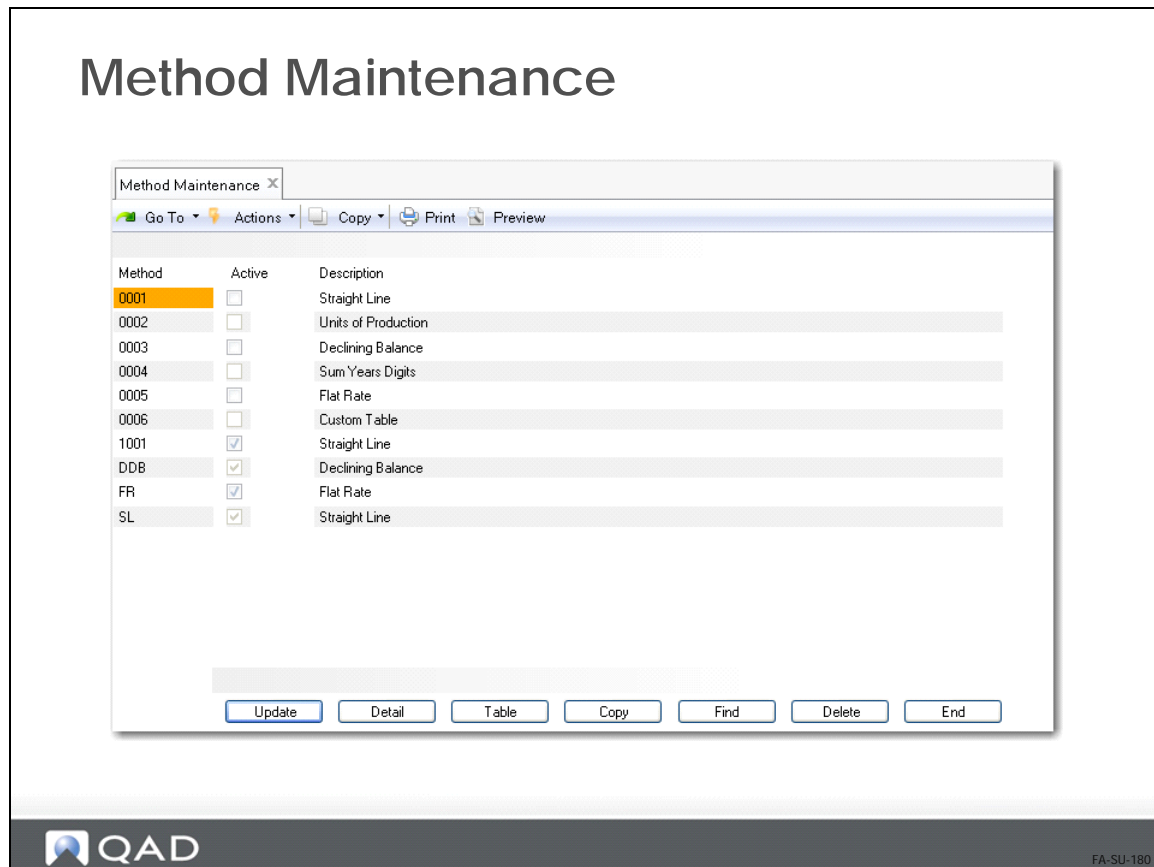 Method Maintenance
Method Maintenance X
Go To Actions Copy Print Preview
Method Active Description
0001 Straight Line
0002 Units of Production
0003 Declining Balance
0004 Sum Years Digits
0005 Flat Rate
0006 Custom Table
1001 Straight Line
DDB Declining Balance
FR Flat Rate
SL Straight Line
Update Detail Table Copy Find Delete End
QAD
FA-SU-180